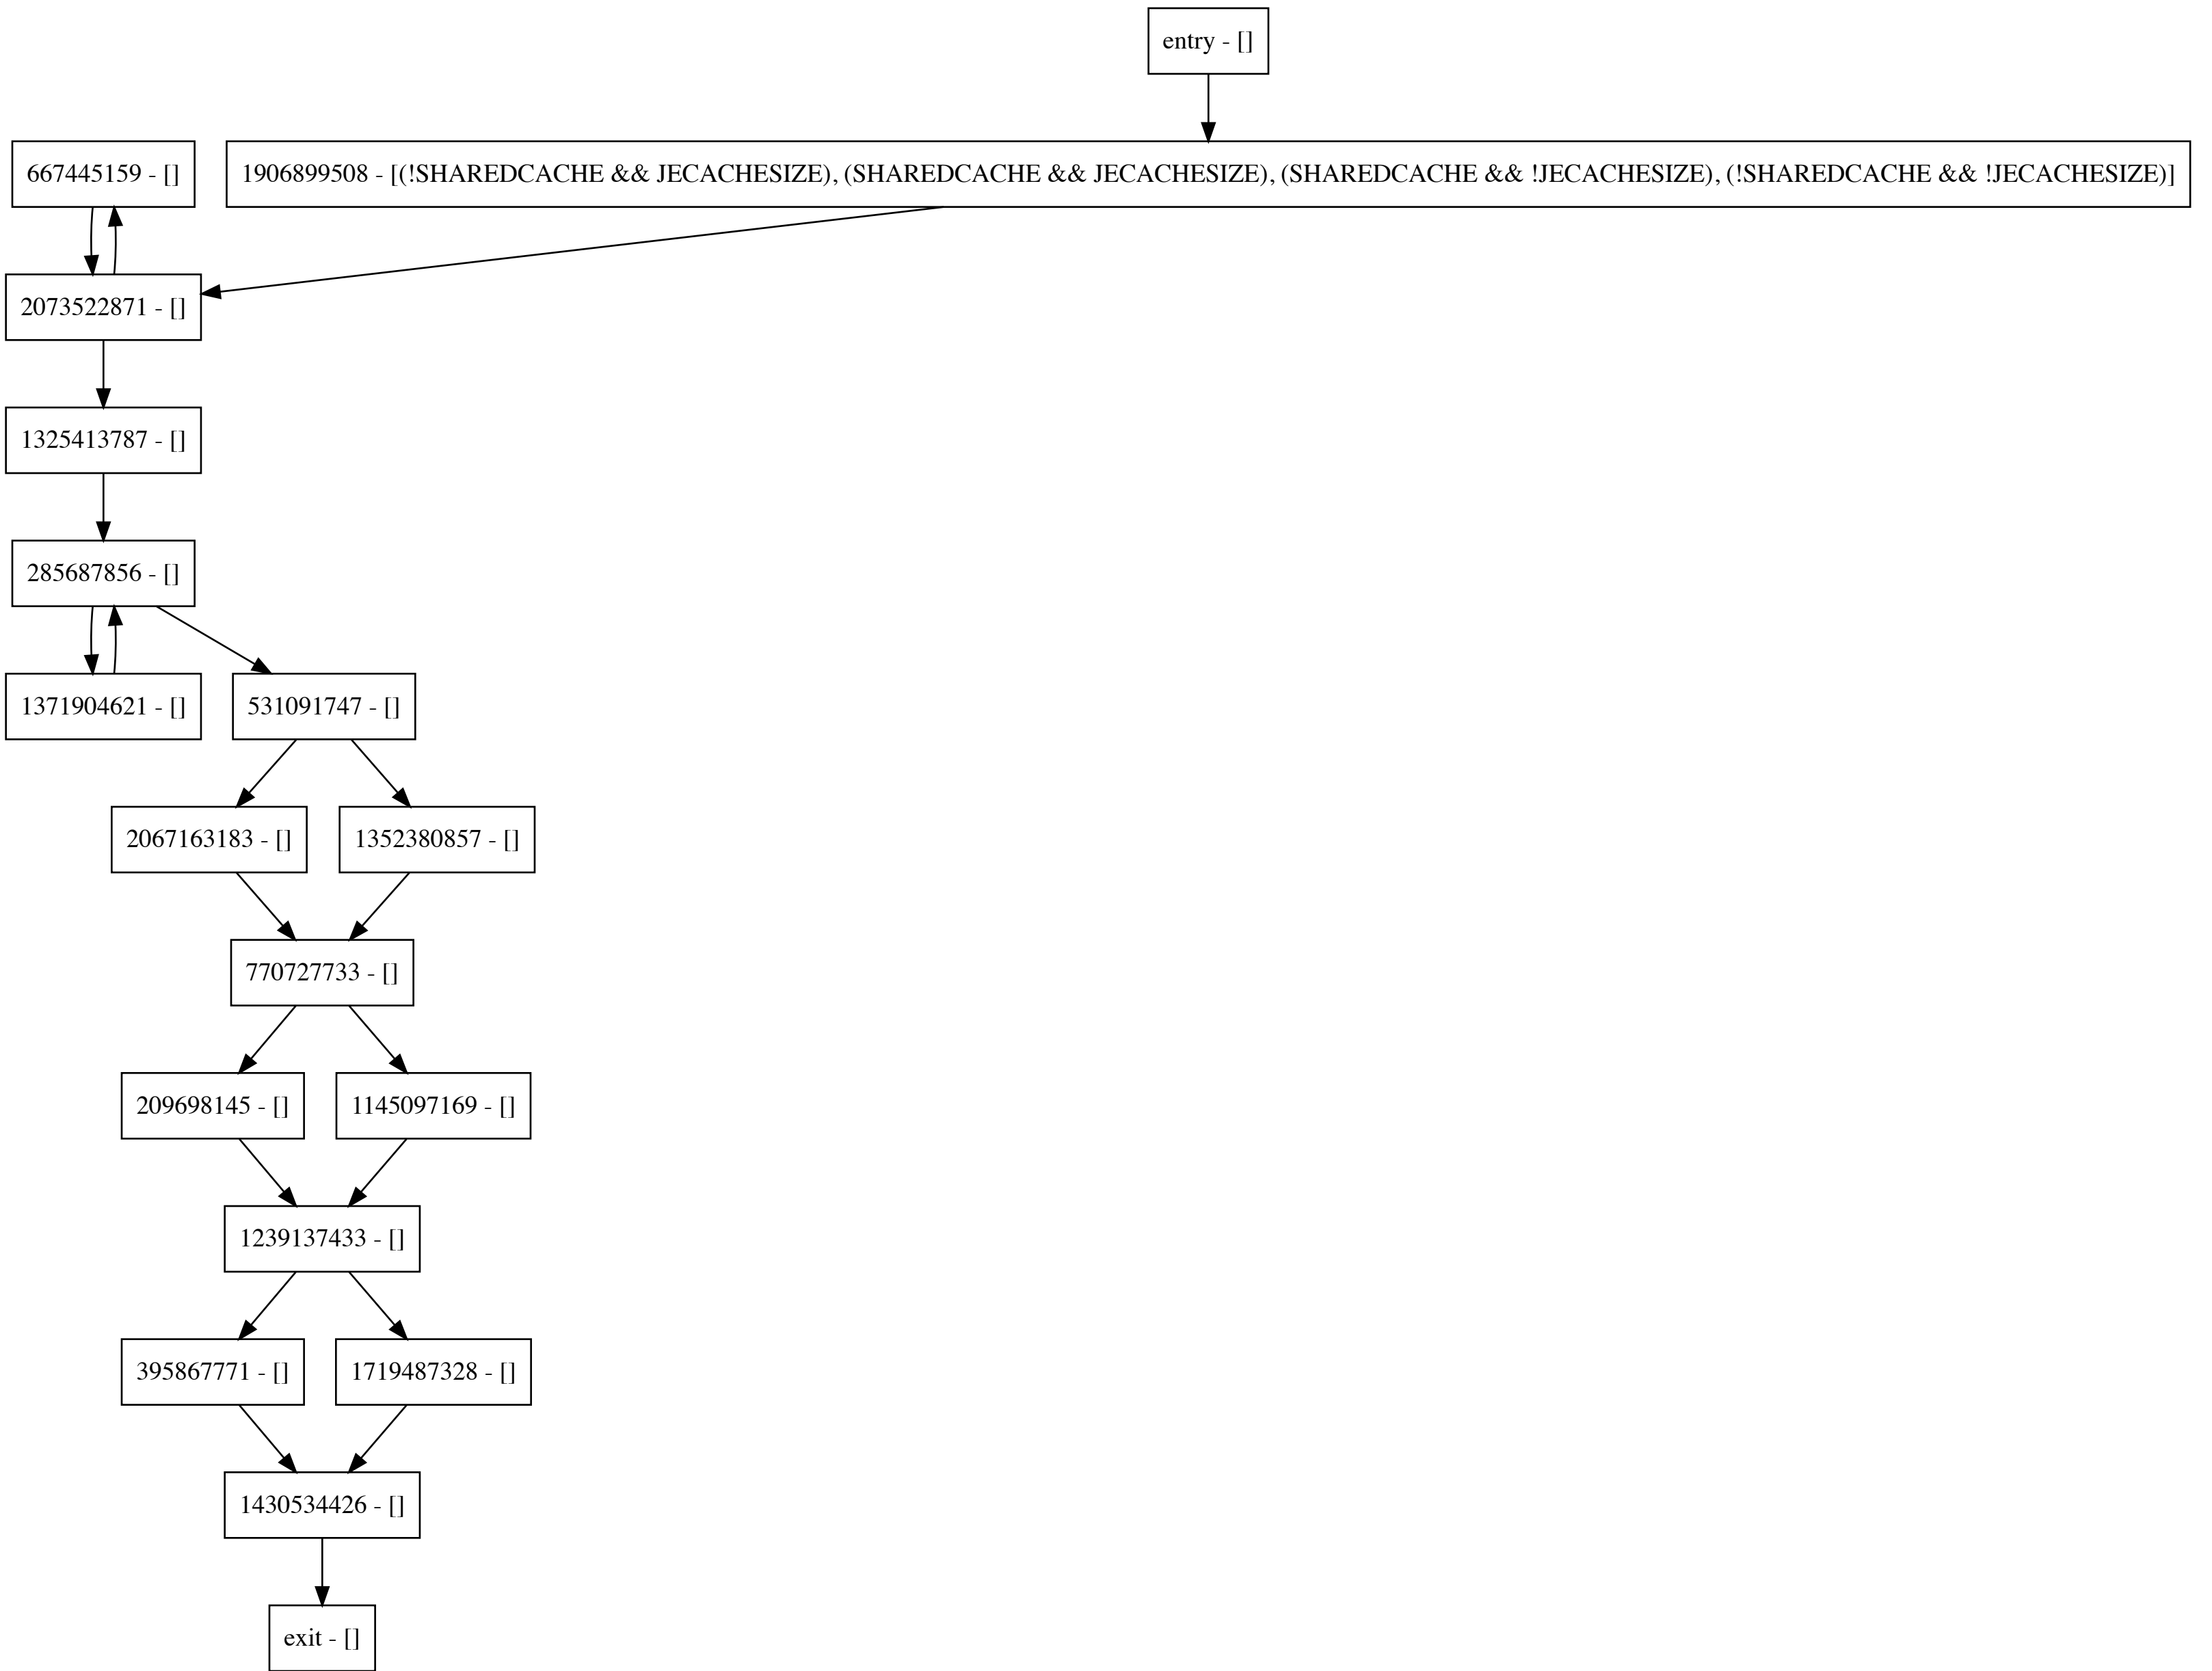 entry - []
667445159 - []
1906899508 - [(!SHAREDCACHE && JECACHESIZE), (SHAREDCACHE && JECACHESIZE), (SHAREDCACHE && !JECACHESIZE), (!SHAREDCACHE && !JECACHESIZE)]
2073522871 - []
1325413787 - []
285687856 - []
1371904621 - []
531091747 - []
2067163183 - []
1352380857 - []
770727733 - []
209698145 - []
1145097169 - []
1239137433 - []
395867771 - []
1719487328 - []
1430534426 - []
exit - []